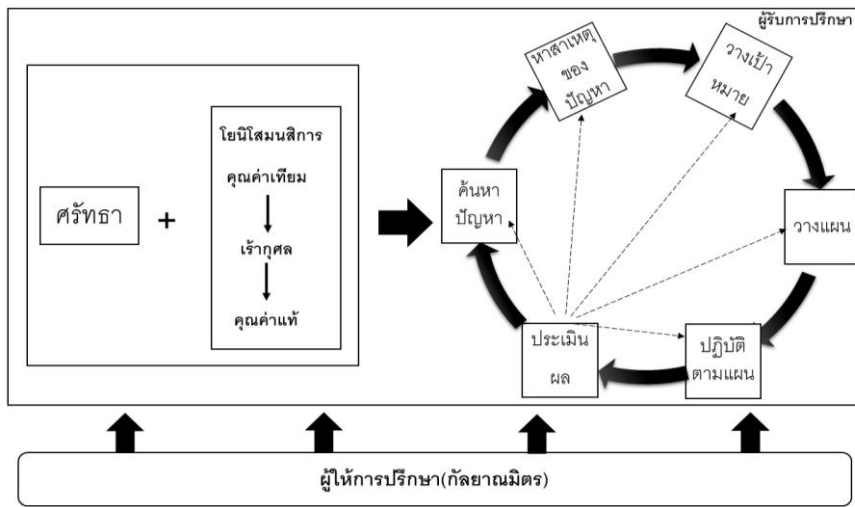 ผู้รับการปรึกษา
ศรัทธา
+
โยนิโสมนสิการ
คุณค่าเทียม
เร้ากุศล
คุณค่าแท้
ค้นหา
ปัญหา
หาสาเหตุ
ของ
ปัญหา
วางเป้า
หมาย
วางแผน
ปฏิบัติ
ตามแผน
ประเมิน
ผล
ผู้ให้การปรึกษา(กัลยาณมิตร)